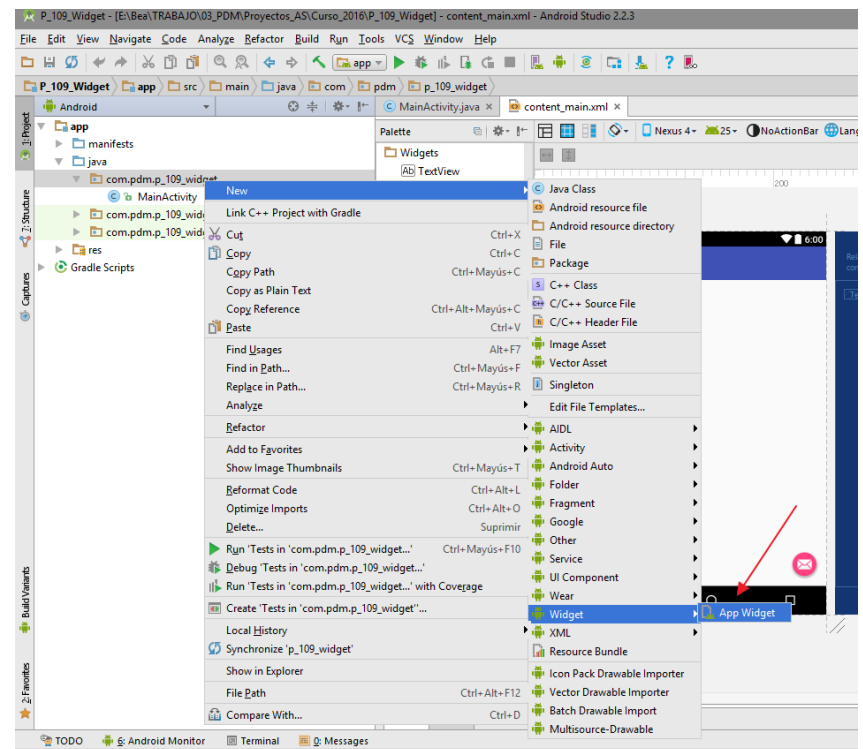 P_109_Widget - [E:\Bea\TRABAJO\03_PDM\Proyectos_AS\Curso_2016\P_109_Widget] - content_main.xml - Android Studio 2.2.3
File Edit View Navigate Code Analyze Refactor Build Run Tools VCS Window Help
app
P_109_Widget app src main java com pdm p_109_widget
Android
MainActivity.java × content_main.xml ×
1: Project
7: Structure
Captures
Build Variants
2: Favorites
app
manifests
java
com.pdm.p_109_widget
MainActivity
com.pdm.p_109_wid
com.pdm.p_109_wid
res
Gradle Scripts
Palette
Widgets
Ab TextView
Nexus 4 25 NoActionBar Lang
200
6:00
New
Link C++ Project with Gradle
Cut Ctrl+X
Copy Ctrl+C
Copy Path Ctrl+Mayús+C
Copy as Plain Text
Copy Reference Ctrl+Alt+Mayús+C
Paste Ctrl+V
Find Usages Alt+F7
Find in Path... Ctrl+Mayús+F
Replace in Path... Ctrl+Mayús+R
Analyze
Refactor
Add to Favorites
Show Image Thumbnails Ctrl+Mayús+T
Reformat Code Ctrl+Alt+L
Optimize Imports Ctrl+Alt+O
Delete... Suprimir
Run 'Tests in 'com.pdm.p_109_widget...' Ctrl+Mayús+F10
Debug 'Tests in 'com.pdm.p_109_widget...'
Run 'Tests in 'com.pdm.p_109_widget...' with Coverage
Create 'Tests in 'com.pdm.p_109_widget''...
Local History
Synchronize 'p_109_widget'
Show in Explorer
File Path Ctrl+Alt+F12
Compare With... Ctrl+D
Java Class
Android resource file
Android resource directory
File
Package
C++ Class
C/C++ Source File
C/C++ Header File
Image Asset
Vector Asset
Singleton
Edit File Templates...
AIDL
Activity
Android Auto
Folder
Fragment
Google
Other
Service
UI Component
Wear
Widget
XML
Resource Bundle
Icon Pack Drawable Importer
Vector Drawable Importer
Batch Drawable Import
Multisource-Drawable
App Widget
TODO 6: Android Monitor Terminal 0: Messages